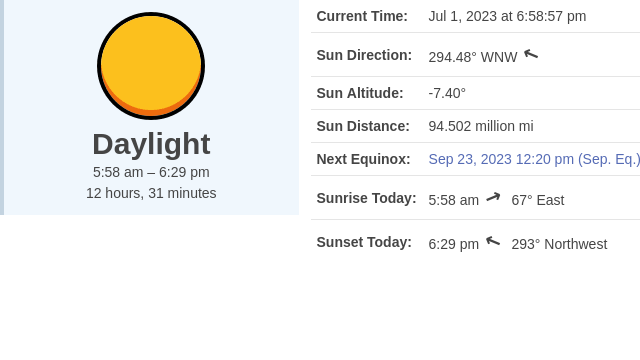 Daylight
5:58 am – 6:29 pm
12 hours, 31 minutes
Current Time: Jul 1, 2023 at 6:58:57 pm
Sun Direction: 294.48° WNW ↑
Sun Altitude: -7.40°
Sun Distance: 94.502 million mi
Next Equinox: Sep 23, 2023 12:20 pm (Sep. Eq.)
Sunrise Today: 5:58 am ↑ 67° East
Sunset Today: 6:29 pm ↑ 293° Northwest